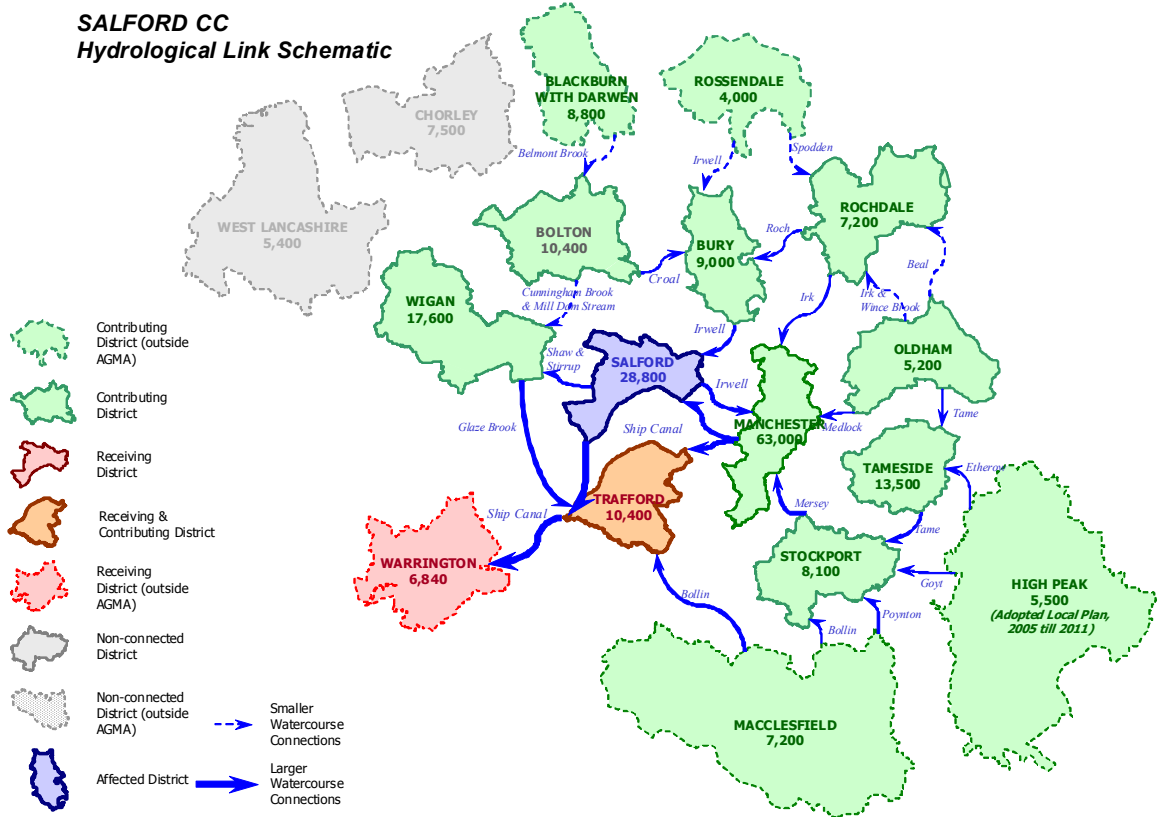 SALFORD CC
Hydrological Link Schematic
BLACKBURN
WITH DARWEN
8,800
ROSSENDALE
4,000
CHORLEY
7,500
Belmont Brook
Irwell
Spodden
WEST LANCASHIRE
5,400
BOLTON
10,400
BURY
9,000
ROCHDALE
7,200
Roch
Croal
Beal
WIGAN
17,600
Cunningham Brook
& Mill Dam Stream
Irk
Irk &
Wince Brook
Irwell
OLDHAM
5,200
Shaw &
Stirrup
SALFORD
28,800
Irwell
Tame
Glaze Brook
Ship Canal
MANCHESTER
63,000
Medlock
TAMESIDE
13,500
TRAFFORD
10,400
Ship Canal
Mersey
Tame
WARRINGTON
6,840
STOCKPORT
8,100
Goyt
HIGH PEAK
5,500
(Adopted Local Plan,
2005 till 2011)
Bollin
Bollin
Poynton
MACCLESFIELD
7,200
Contributing
District (outside
AGMA)
Contributing
District
Receiving
District
Receiving &
Contributing District
Receiving
District (outside
AGMA)
Non-connected
District
Non-connected
District (outside
AGMA)
Affected District
Smaller
Watercourse
Connections
Larger
Watercourse
Connections